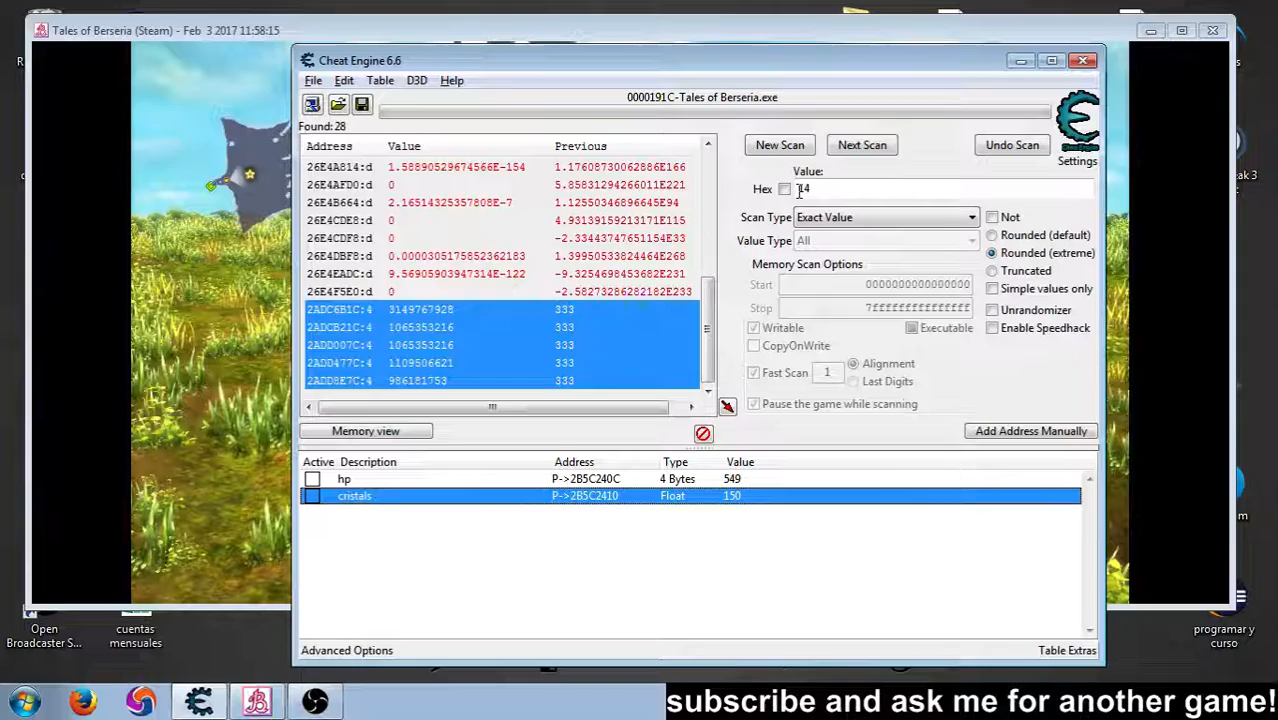 Tales of Berseria (Steam) - Feb 3 2017 11:58:15
Cheat Engine 6.6
File Edit Table D3D Help
0000191C-Tales of Berseria.exe
Found: 28
Address Value Previous
26E4A814:d 1.58890529674566E-154 1.17608730062876E166
26E4AFD0:d 0 5.85831294266011E221
26E4B664:d 2.16514325357808E-7 1.12550346896645E94
26E4CDE8:d 0 4.93139159213171E115
26E4CDF8:d 0 -2.33443747651154E33
26E4DBF8:d 0.0000305175852362183 1.39950533824464E268
26E4EADC:d 9.56905903947314E-122 -9.3254698453682E231
26E4F5E0:d 0 -2.58273286282182E233
2ADC6B1C:4 3149767928 333
2ADCB21C:4 1065353216 333
2ADD007C:4 1065353216 333
2ADD477C:4 1109506621 333
2ADD8E7C:4 986181753 333
New Scan Next Scan Undo Scan
Settings
Value:
Hex 14
Scan Type Exact Value Not
Value Type All Rounded (default)
Rounded (extreme)
Memory Scan Options Truncated
Start 0000000000000000 Simple values only
Stop 7fffffffffffffff Unrandomizer
Writable Executable Enable Speedhack
CopyOnWrite
Fast Scan 1 Alignment
Last Digits
Pause the game while scanning
Memory view Add Address Manually
Active Description Address Type Value
hp P->2B5C240C 4 Bytes 549
cristals P->2B5C2410 Float 150
Advanced Options Table Extras
Open
Broadcaster S...
cuentas
mensuales
programar y
curso
subscribe and ask me for another game!